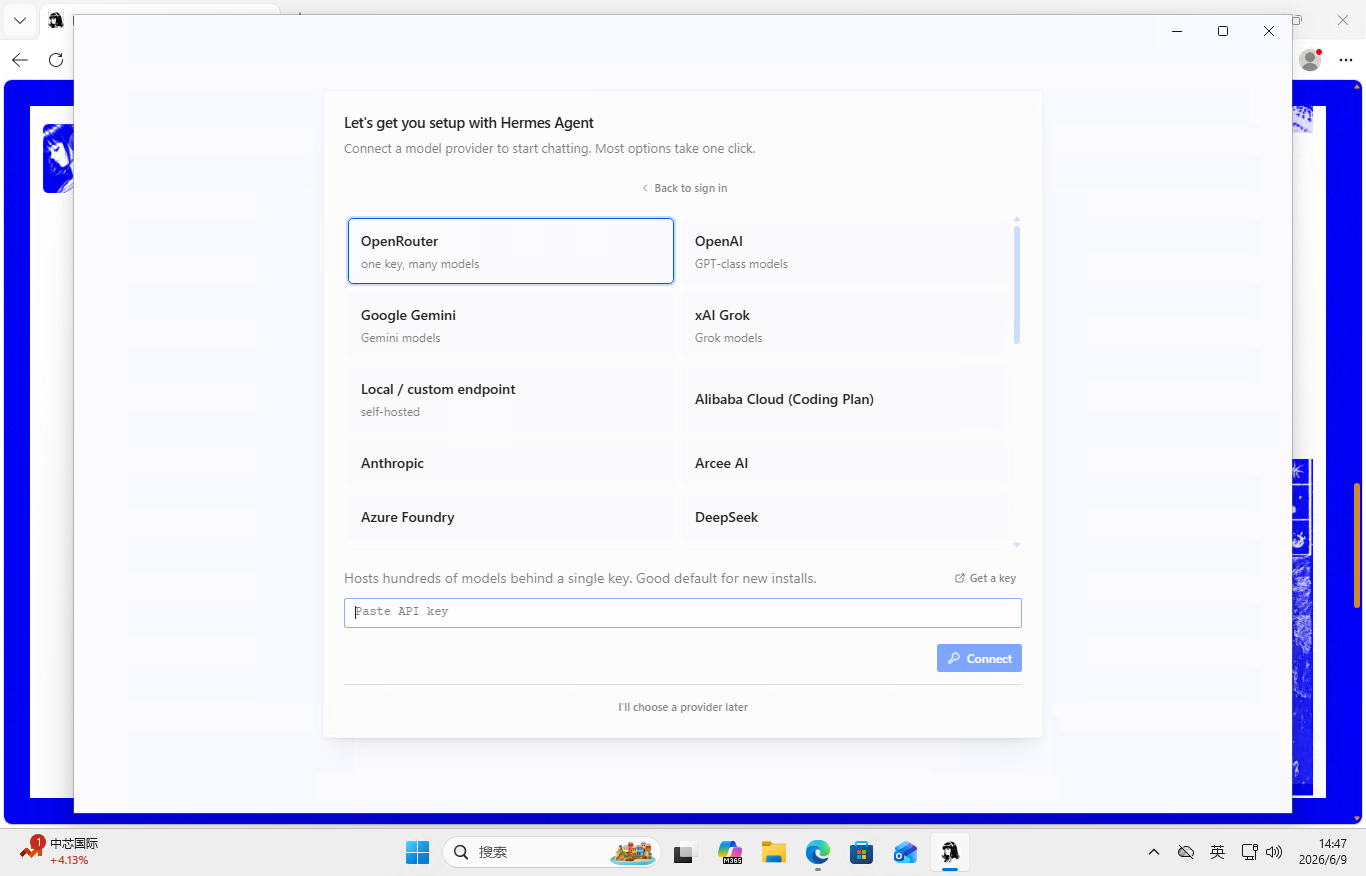 Let's get you setup with Hermes Agent
Connect a model provider to start chatting. Most options take one click.
Back to sign in
OpenRouter
one key, many models
OpenAI
GPT-class models
Google Gemini
Gemini models
xAI Grok
Grok models
Local / custom endpoint
self-hosted
Alibaba Cloud (Coding Plan)
Anthropic
Arcee AI
Azure Foundry
DeepSeek
Hosts hundreds of models behind a single key. Good default for new installs.
Get a key
Paste API key
Connect
I'll choose a provider later
1
中芯国际
+4.13%
搜索
M365
英
14:47
2026/6/9